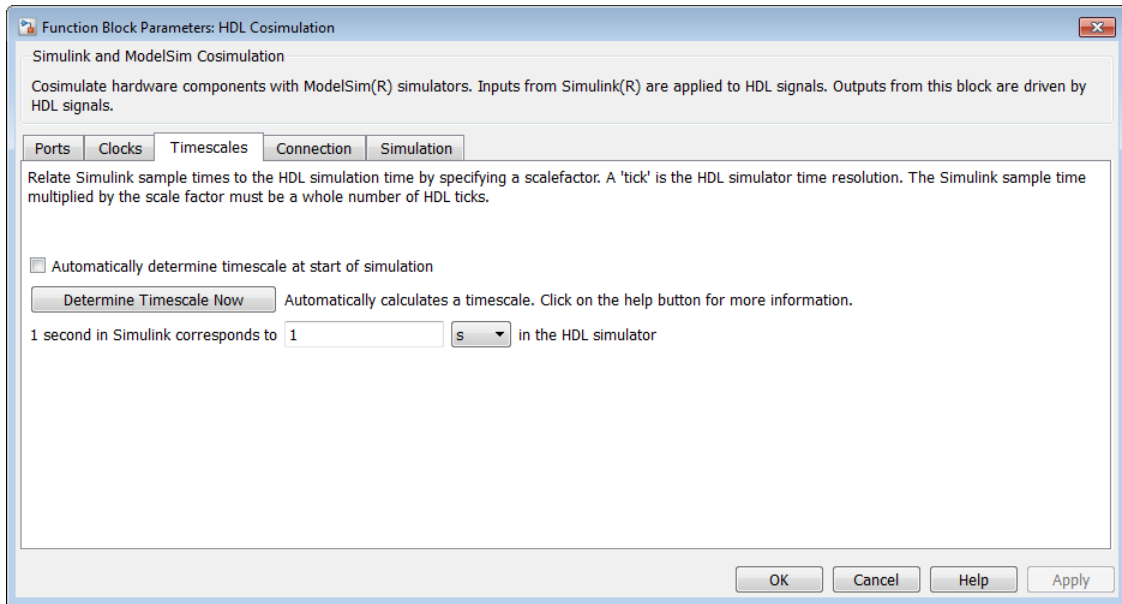 Function Block Parameters: HDL Cosimulation
Simulink and ModelSim Cosimulation
Cosimulate hardware components with ModelSim(R) simulators. Inputs from Simulink(R) are applied to HDL signals. Outputs from this block are driven by
HDL signals.
Ports Clocks Timescales Connection Simulation
Relate Simulink sample times to the HDL simulation time by specifying a scalefactor. A 'tick' is the HDL simulator time resolution. The Simulink sample time
multiplied by the scale factor must be a whole number of HDL ticks.
Automatically determine timescale at start of simulation
Determine Timescale Now Automatically calculates a timescale. Click on the help button for more information.
1 second in Simulink corresponds to 1 s in the HDL simulator
OK Cancel Help Apply